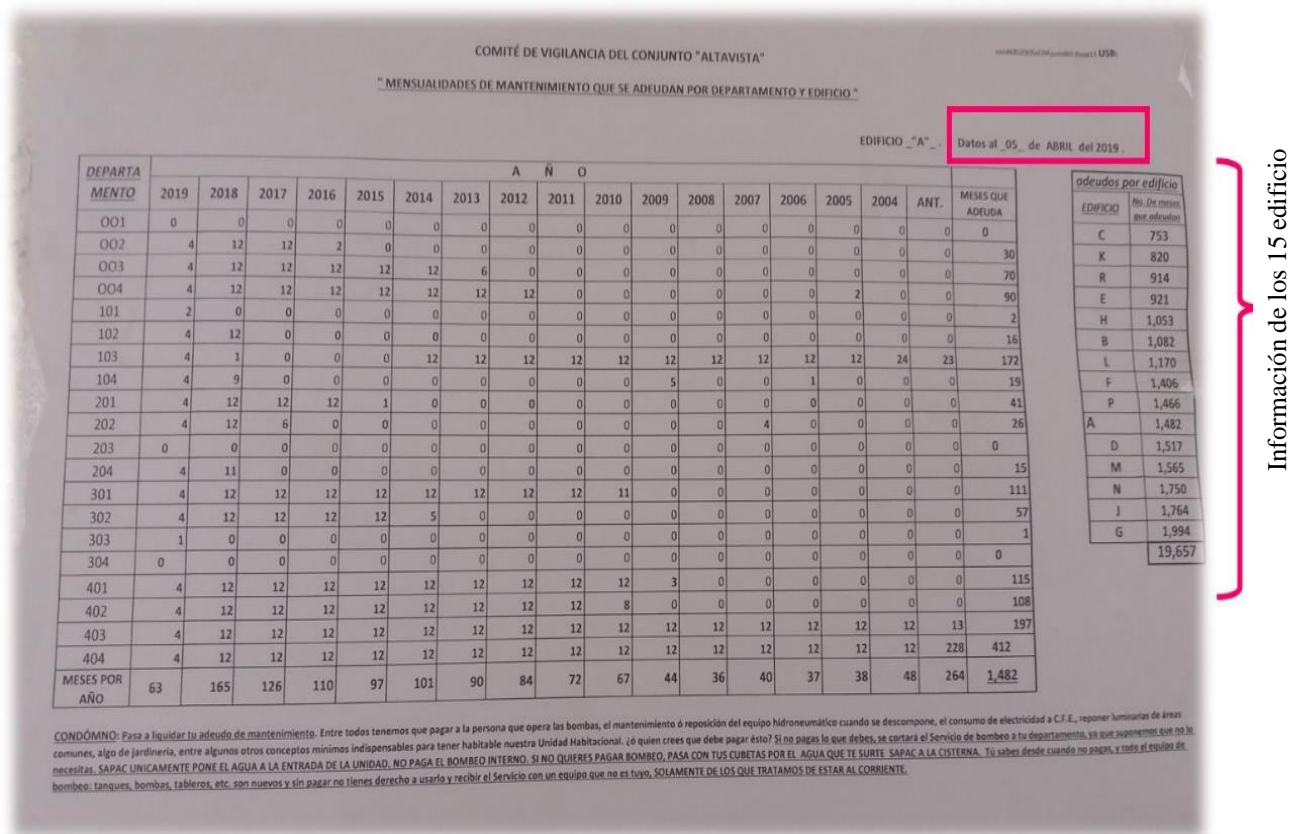 COMITÉ DE VIGILANCIA DEL CONJUNTO "ALTAVISTA"
USB:
" MENSUALIDADES DE MANTENIMIENTO QUE SE ADEUDAN POR DEPARTAMENTO Y EDIFICIO "
EDIFICIO _"A"_ . Datos al _05_ de ABRIL del 2019 .
DEPARTAMENTO A Ñ O MESES QUE ADEUDA
2019 2018 2017 2016 2015 2014 2013 2012 2011 2010 2009 2008 2007 2006 2005 2004 ANT.
OO1 0 0 0 0 0 0 0 0 0 0 0 0 0 0 0 0 0 0
OO2 4 12 12 2 0 0 0 0 0 0 0 0 0 0 0 0 0 30
OO3 4 12 12 12 12 12 6 0 0 0 0 0 0 0 0 0 0 70
OO4 4 12 12 12 12 12 12 12 0 0 0 0 0 0 2 0 0 90
101 2 0 0 0 0 0 0 0 0 0 0 0 0 0 0 0 0 2
102 4 12 0 0 0 0 0 0 0 0 0 0 0 0 0 0 0 16
103 4 1 0 0 0 12 12 12 12 12 12 12 12 12 12 24 23 172
104 4 9 0 0 0 0 0 0 0 0 5 0 0 1 0 0 0 19
201 4 12 12 12 1 0 0 0 0 0 0 0 0 0 0 0 0 41
202 4 12 6 0 0 0 0 0 0 0 0 0 4 0 0 0 0 26
203 0 0 0 0 0 0 0 0 0 0 0 0 0 0 0 0 0 0
204 4 11 0 0 0 0 0 0 0 0 0 0 0 0 0 0 0 15
301 4 12 12 12 12 12 12 12 12 11 0 0 0 0 0 0 0 111
302 4 12 12 12 12 5 0 0 0 0 0 0 0 0 0 0 0 57
303 1 0 0 0 0 0 0 0 0 0 0 0 0 0 0 0 0 1
304 0 0 0 0 0 0 0 0 0 0 0 0 0 0 0 0 0 0
401 4 12 12 12 12 12 12 12 12 12 3 0 0 0 0 0 0 115
402 4 12 12 12 12 12 12 12 12 8 0 0 0 0 0 0 0 108
403 4 12 12 12 12 12 12 12 12 12 12 12 12 12 12 12 13 197
404 4 12 12 12 12 12 12 12 12 12 12 12 12 12 12 12 228 412
MESES POR AÑO 63 165 126 110 97 101 90 84 72 67 44 36 40 37 38 48 264 1,482
adeudos por edificio
EDIFICIO No. De meses que adeudan
C 753
K 820
R 914
E 921
H 1,053
B 1,082
L 1,170
F 1,406
P 1,466
A 1,482
D 1,517
M 1,565
N 1,750
J 1,764
G 1,994
19,657
Información de los 15 edificio
CONDÓMNO: Pasa a liquidar tu adeudo de mantenimiento. Entre todos tenemos que pagar a la persona que opera las bombas, el mantenimiento ó reposición del equipo hidroneumático cuando se descompone, el consumo de electricidad a C.F.E., reponer luminarias de áreas
comunes, algo de jardinería, entre algunos otros conceptos mínimos indispensables para tener habitable nuestra Unidad Habitacional. ¿ó quien crees que debe pagar ésto? Si no pagas lo que debes, se cortará el Servicio de bombeo a tu departamento, ya que suponemos que no lo
necesitas. SAPAC UNICAMENTE PONE EL AGUA A LA ENTRADA DE LA UNIDAD, NO PAGA EL BOMBEO INTERNO. SI NO QUIERES PAGAR BOMBEO, PASA CON TUS CUBETAS POR EL AGUA QUE TE SURTE SAPAC A LA CISTERNA. Tú sabes desde cuando no pagas, y todo el equipo de
bombeo: tanques, bombas, tableros, etc. son nuevos y sin pagar no tienes derecho a usarlo y recibir el Servicio con un equipo que no es tuyo, SOLAMENTE DE LOS QUE TRATAMOS DE ESTAR AL CORRIENTE.